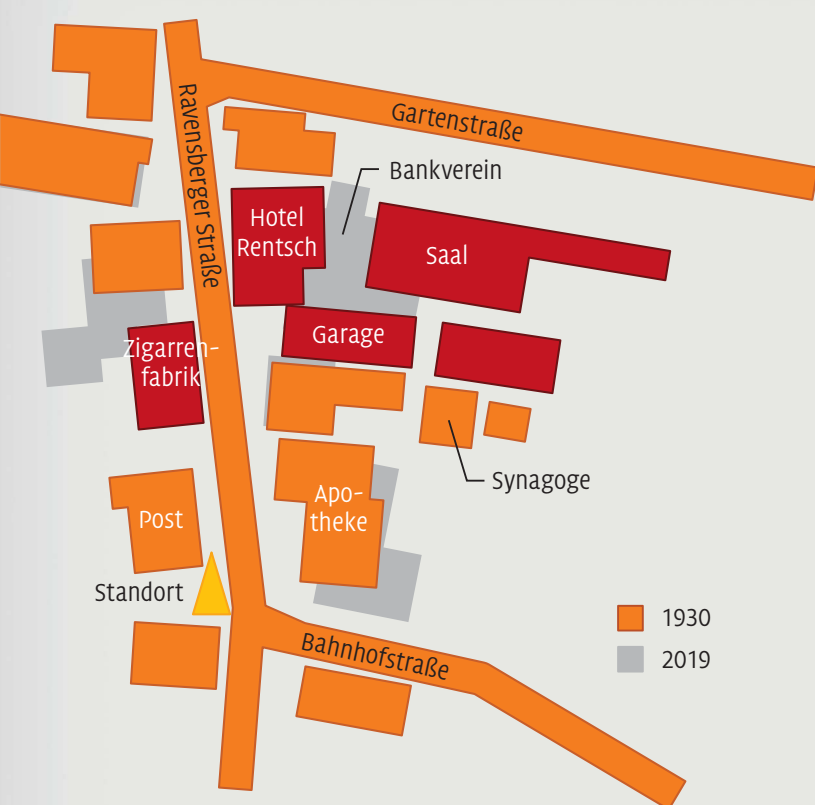 Ravensberger Straße
Gartenstraße
Bankverein
Hotel
Rentsch
Saal
Garage
Zigarren-
fabrik
Synagoge
Apo-
theke
Post
Standort
Bahnhofstraße
1930
2019